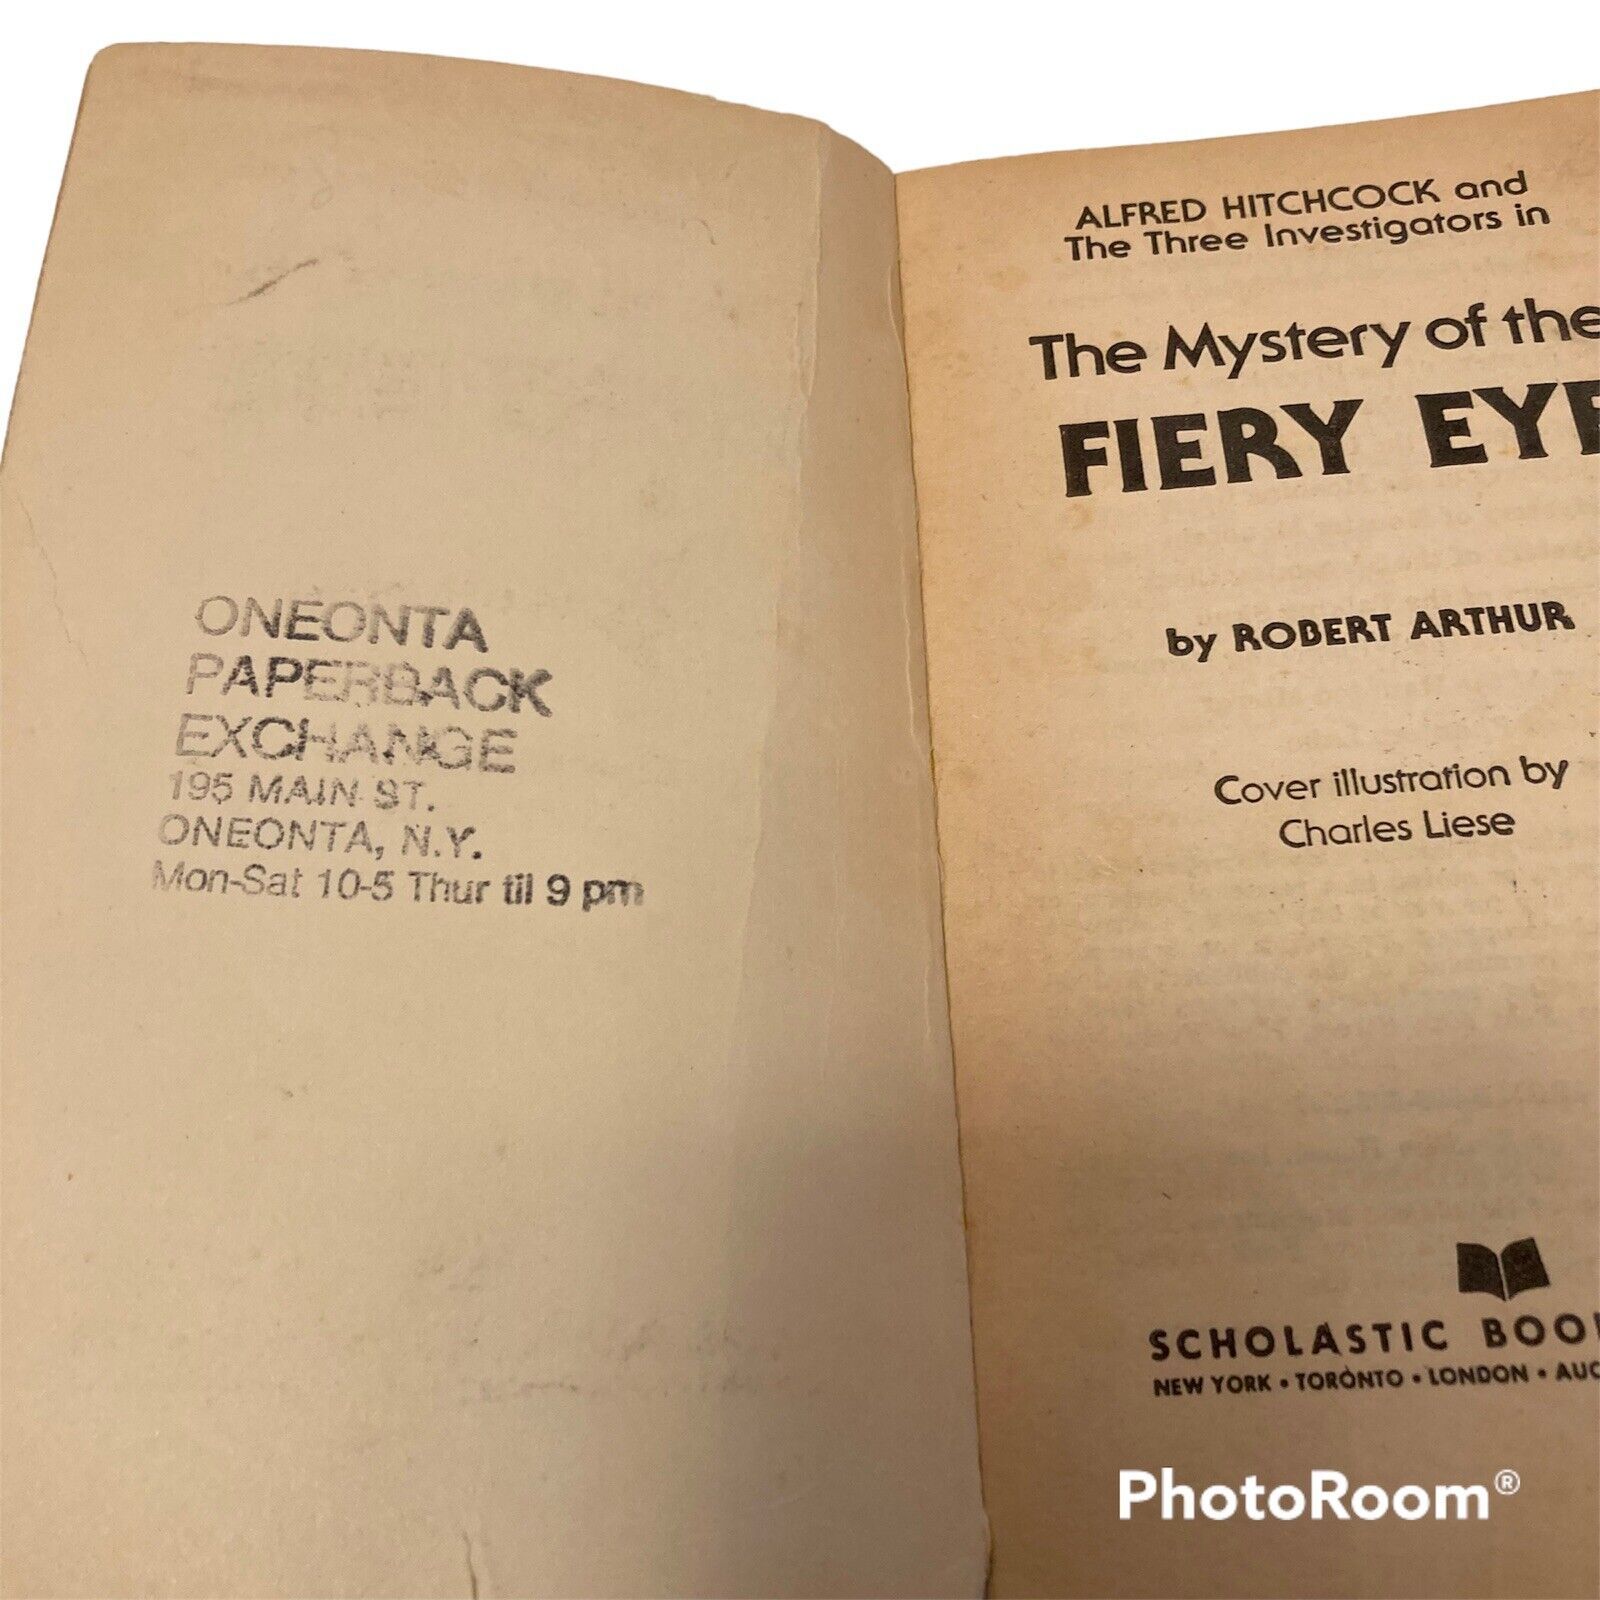 ONEONTA
PAPERBACK
EXCHANGE
195 MAIN ST.
ONEONTA, N.Y.
Mon-Sat 10-5 Thur til 9 pm
ALFRED HITCHCOCK and
The Three Investigators in
The Mystery of the
FIERY EYE
by ROBERT ARTHUR
Cover illustration by
Charles Liese
SCHOLASTIC BOO
NEW YORK • TORONTO • LONDON • AUC
PhotoRoom®